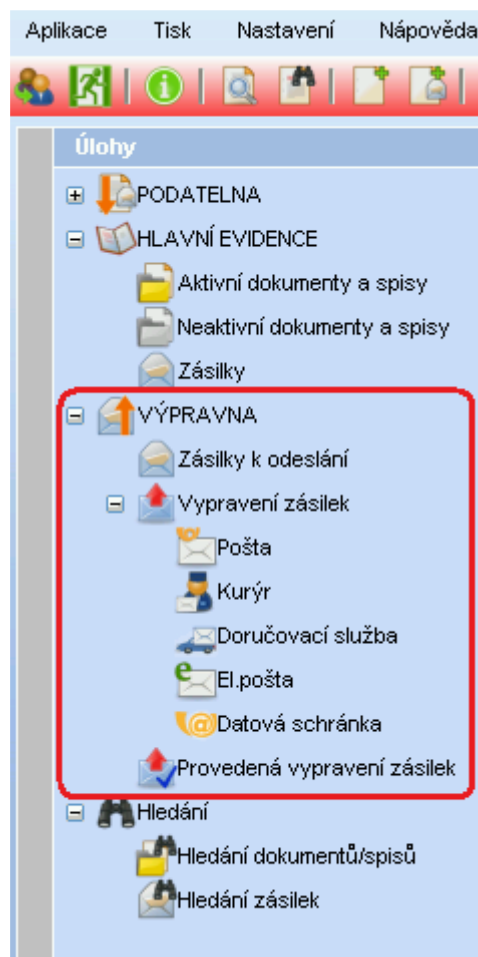 Aplikace Tisk Nastavení Nápověda
Úlohy
PODATELNA
HLAVNÍ EVIDENCE
Aktivní dokumenty a spisy
Neaktivní dokumenty a spisy
Zásilky
VÝPRAVNA
Zásilky k odeslání
Vypravení zásilek
Pošta
Kurýr
Doručovací služba
El.pošta
Datová schránka
Provedená vypravení zásilek
Hledání
Hledání dokumentů/spisů
Hledání zásilek